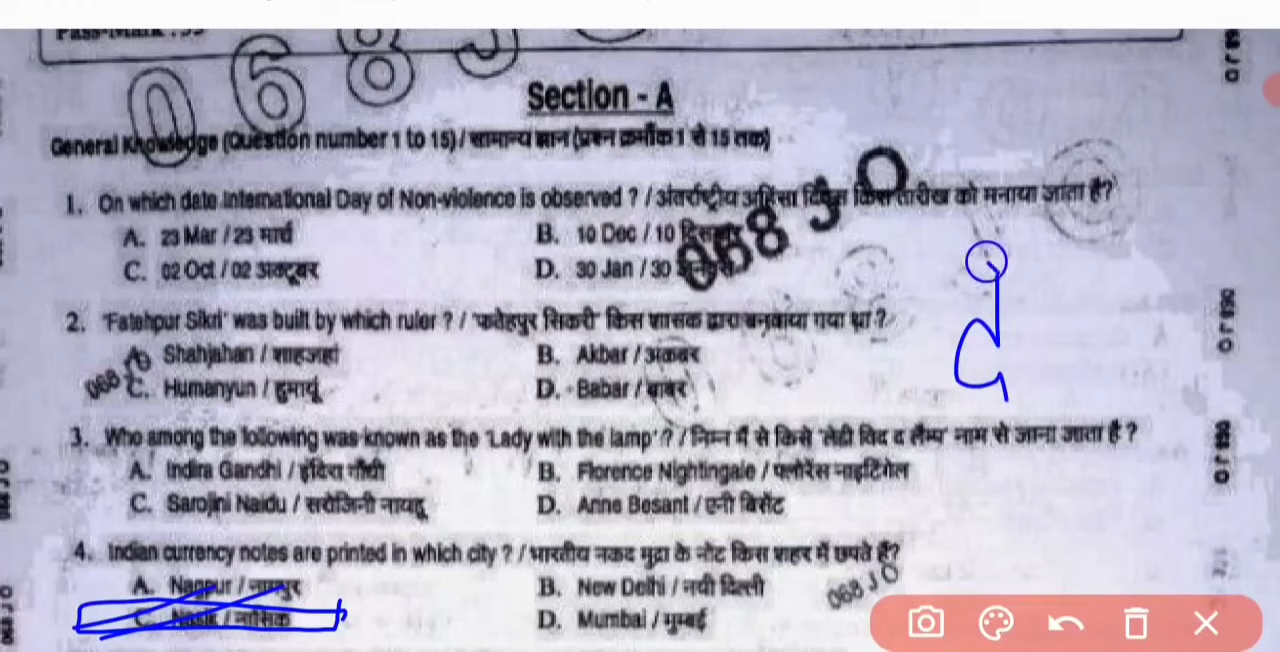 Section - A
General Knowledge (Question number 1 to 15) / सामान्य ज्ञान (प्रश्न क्रमाँक 1 से 15 तक)
1. On which date International Day of Non-violence is observed ? / अंतर्राष्ट्रीय अहिंसा दिवस किस तारीख को मनाया जाता है?
A. 23 Mar / 23 मार्च
B. 10 Dec / 10 दिसम्बर
C. 02 Oct / 02 अक्टूबर
D. 30 Jan / 30
2. 'Fatehpur Sikri' was built by which ruler ? / 'फतेहपुर सिकरी' किस शासक द्वारा बनवाया गया था ?
A Shahjahan / शाहजहां
B. Akbar / अकबर
C. Humanyun / हुमायूं
D. Babar / बाबर
3. Who among the following was known as the 'Lady with the lamp' ? / निम्न में से किसे 'लेडी विद द लैम्प' नाम से जाना जाता है ?
A. Indira Gandhi / इंदिरा गाँधी
B. Florence Nightingale / फ्लोरेंस नाइटिंगेल
C. Sarojini Naidu / सरोजिनी नायडू
D. Anne Besant / एनी बिसेंट
4. Indian currency notes are printed in which city ? / भारतीय नकद मुद्रा के नोट किस शहर में छपते हैं?
A. Nagpur / नागपुर
B. New Delhi / नयी दिल्ली
C. Nasik / नासिक
D. Mumbai / मुम्बई
068 J O